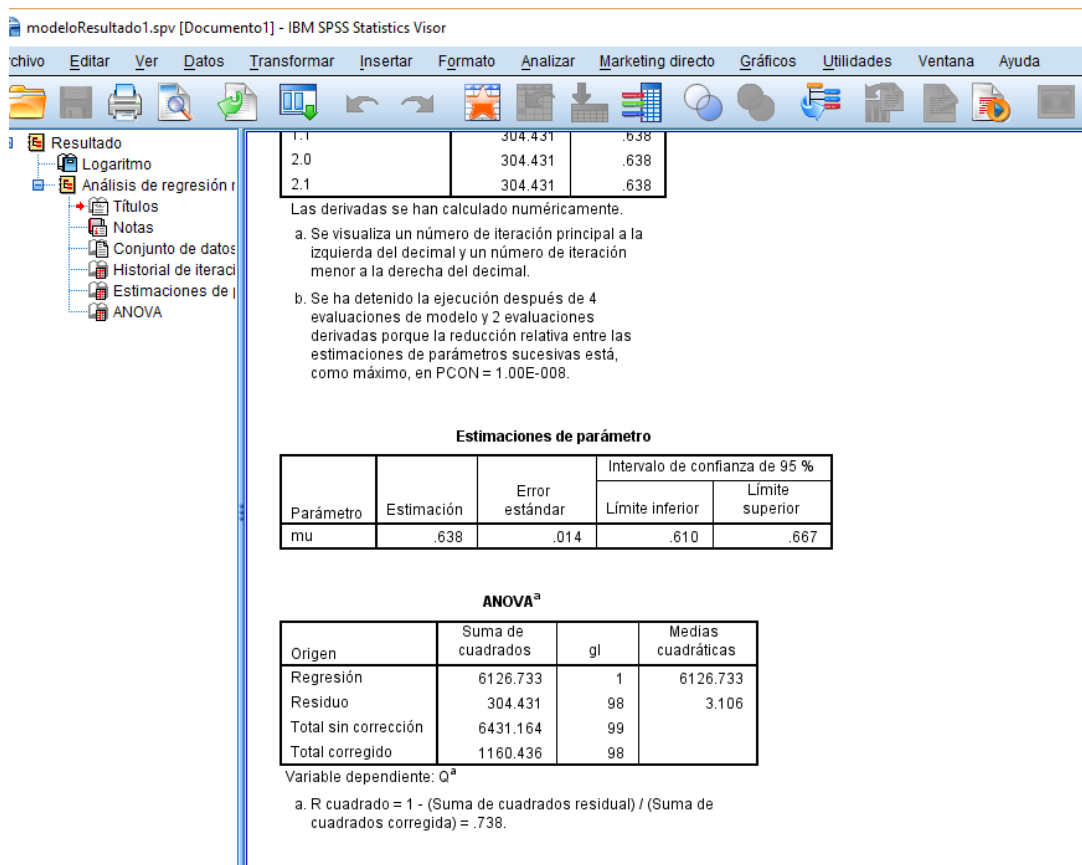 modeloResultado1.spv [Documento1] - IBM SPSS Statistics Visor
rchivo Editar Ver Datos Transformar Insertar Formato Analizar Marketing directo Gráficos Utilidades Ventana Ayuda
Resultado
Logaritmo
Análisis de regresión
Títulos
Notas
Conjunto de datos
Historial de iteraci
Estimaciones de
ANOVA
1.1 304.431 .638
2.0 304.431 .638
2.1 304.431 .638
Las derivadas se han calculado numéricamente.
a. Se visualiza un número de iteración principal a la
izquierda del decimal y un número de iteración
menor a la derecha del decimal.
b. Se ha detenido la ejecución después de 4
evaluaciones de modelo y 2 evaluaciones
derivadas porque la reducción relativa entre las
estimaciones de parámetros sucesivas está,
como máximo, en PCON = 1.00E-008.
Estimaciones de parámetro
Intervalo de confianza de 95 %
Parámetro Estimación Error estándar Límite inferior Límite superior
mu .638 .014 .610 .667
ANOVAª
Origen Suma de cuadrados gl Medias cuadráticas
Regresión 6126.733 1 6126.733
Residuo 304.431 98 3.106
Total sin corrección 6431.164 99
Total corregido 1160.436 98
Variable dependiente: Qª
a. R cuadrado = 1 - (Suma de cuadrados residual) / (Suma de
cuadrados corregida) = .738.